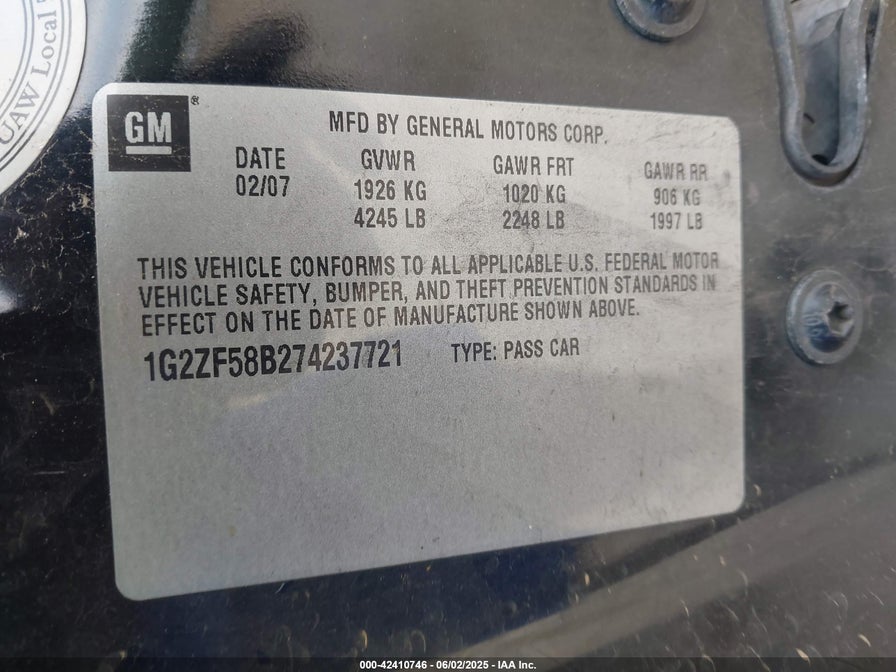 UAW Local
GM
®
MFD BY GENERAL MOTORS CORP.
DATE GVWR GAWR FRT GAWR RR
02/07 1926 KG 1020 KG 906 KG
4245 LB 2248 LB 1997 LB
THIS VEHICLE CONFORMS TO ALL APPLICABLE U.S. FEDERAL MOTOR
VEHICLE SAFETY, BUMPER, AND THEFT PREVENTION STANDARDS IN
EFFECT ON THE DATE OF MANUFACTURE SHOWN ABOVE.
1G2ZF58B274237721 TYPE: PASS CAR
000-42410746 - 06/02/2025 - IAA Inc.